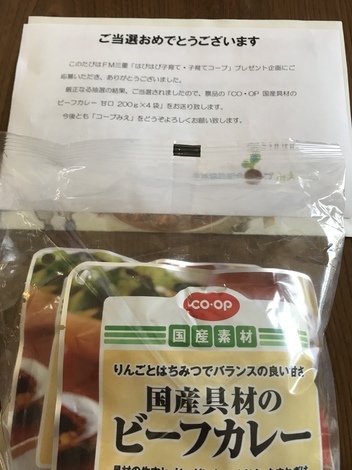 ご当選おめでとうございます
このたびはFM三重「はぴはぴ子育て・子育てコープ」プレゼント企画にご
応募いただき、ありがとうございました。
厳正なる抽選の結果、ご当選されましたので、景品の「CO・OP 国産具材の
ビーフカレー 甘口 200g×4袋」をお送り致します。
今後とも「コープみえ」をどうぞよろしくお願い致します。
co·op
国産素材
りんごとはちみつでバランスの良い甘さ
国産具材の
ビーフカレー